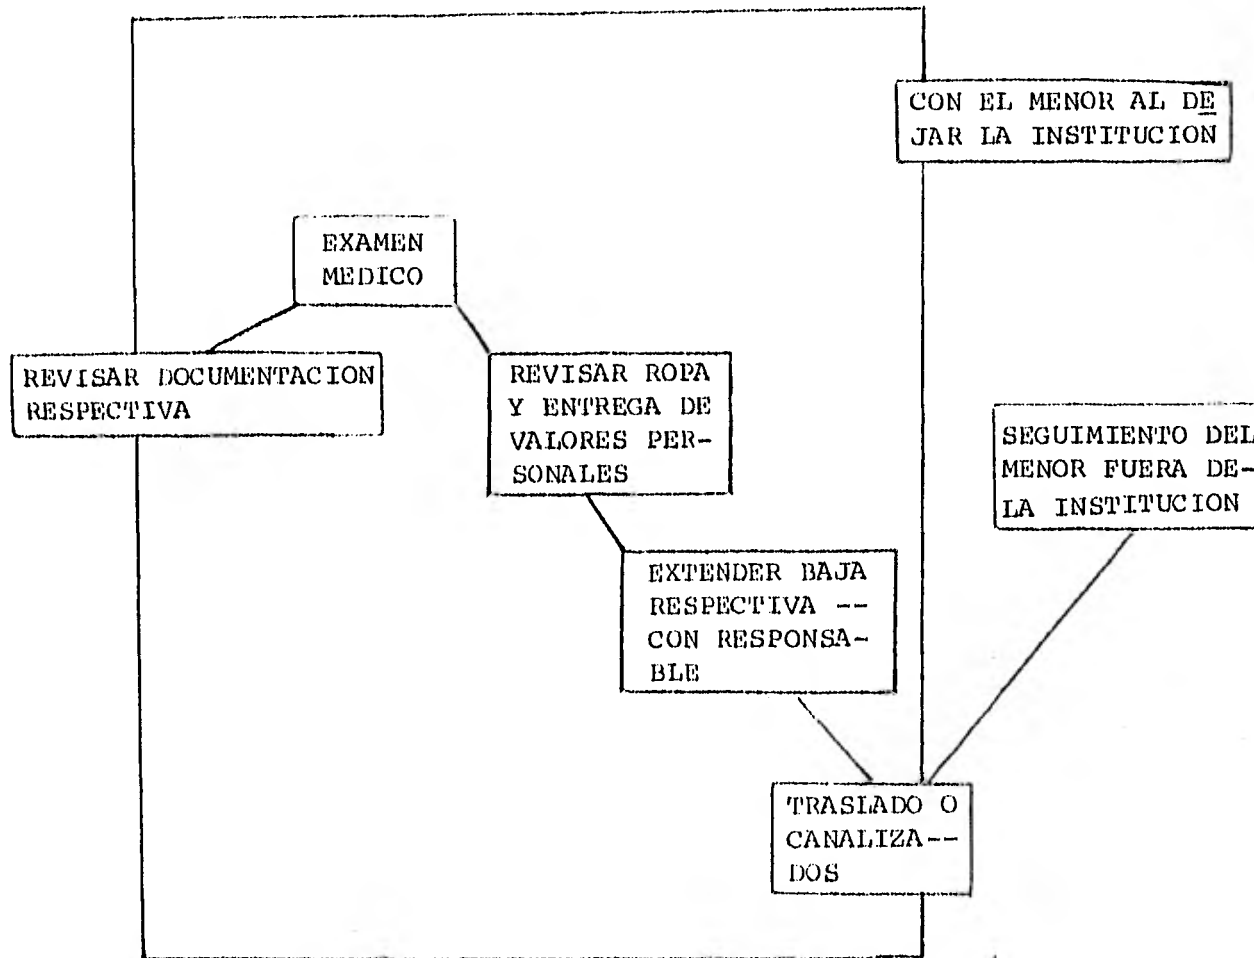 CON EL MENOR AL DE
JAR LA INSTITUCION
EXAMEN
MEDICO
REVISAR DOCUMENTACION
RESPECTIVA
REVISAR ROPA
Y ENTREGA DE
VALORES PER-
SONALES
SEGUIMIENTO DEL
MENOR FUERA DE-
LA INSTITUCION
EXTENDER BAJA
RESPECTIVA --
CON RESPONSA-
BLE
TRASLADO O
CANALIZA--
DOS